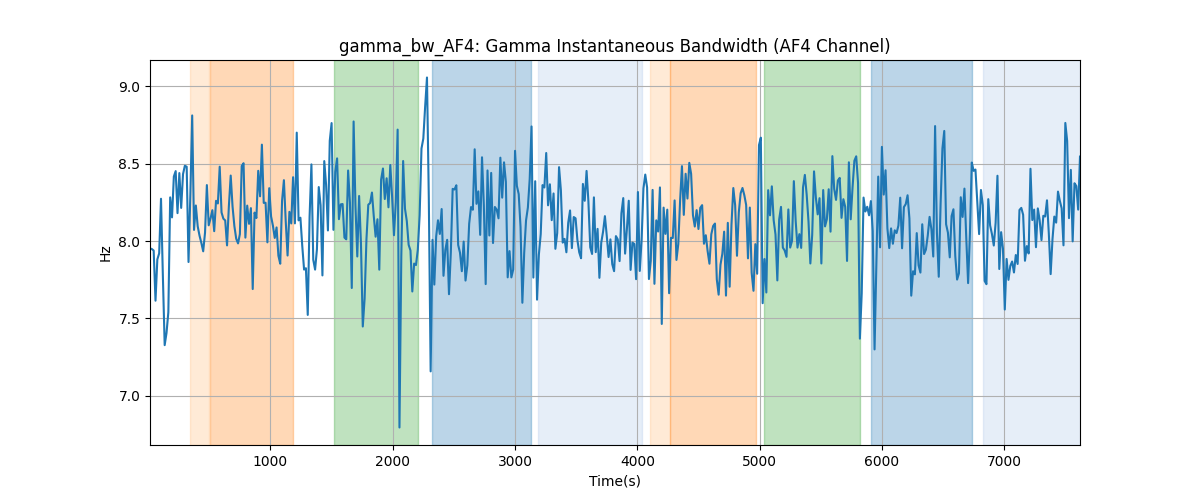 gamma_bw_AF4: Gamma Instantaneous Bandwidth (AF4 Channel)
Hz
9.0
8.5
8.0
7.5
7.0
1000 2000 3000 4000 5000 6000 7000
Time(s)